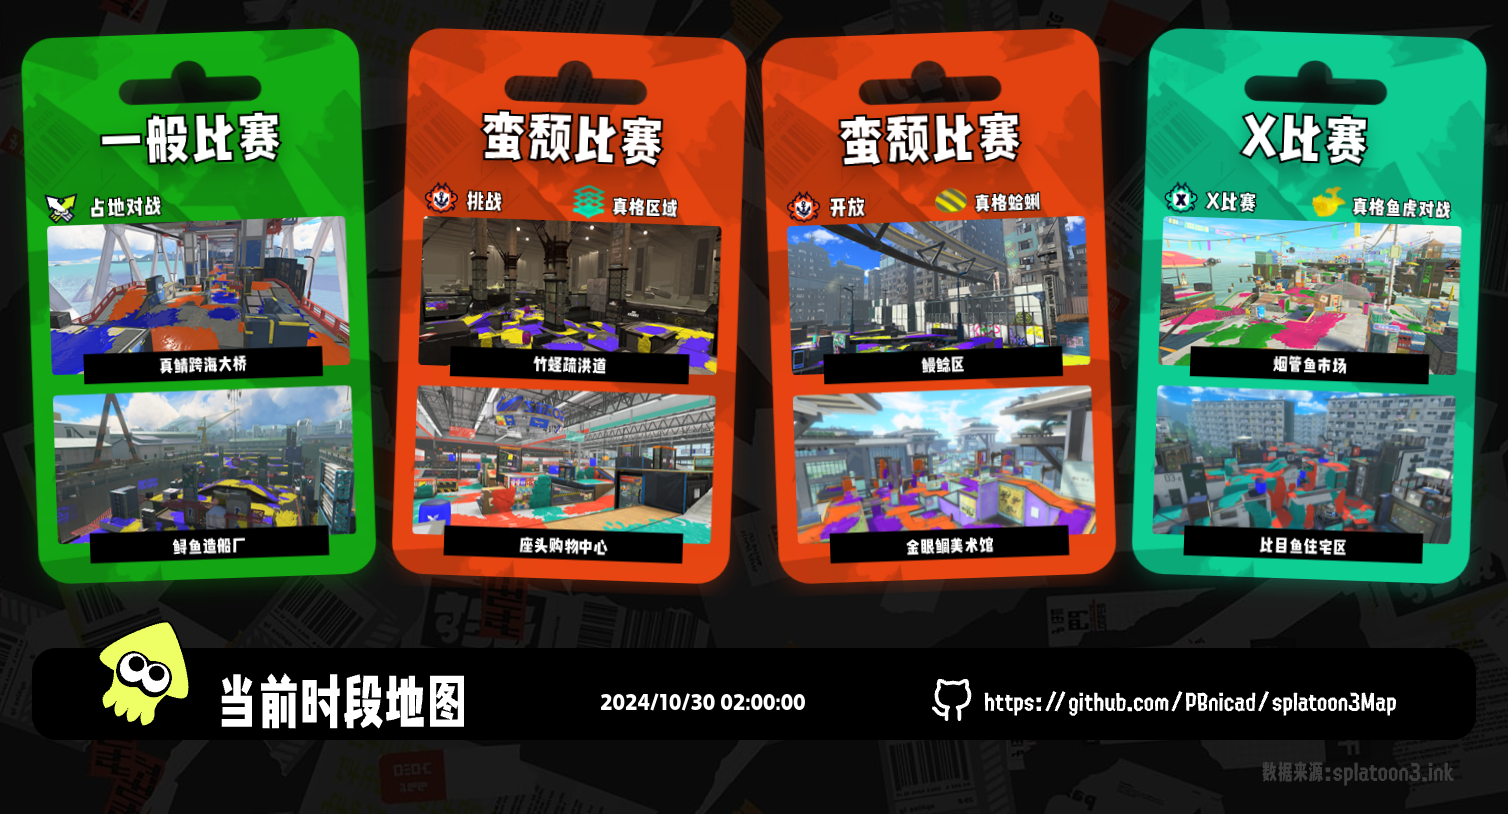 一般比赛
占地对战
真鲭跨海大桥
鲟鱼造船厂
蛮颓比赛
挑战
真格区域
竹蛏疏洪道
座头购物中心
蛮颓比赛
开放
真格蛤蜊
鳗鲶区
金眼鲷美术馆
X比赛
X比赛
真格鱼虎对战
烟管鱼市场
比目鱼住宅区
当前时段地图
2024/10/30 02:00:00
https://github.com/PBnicad/splatoon3Map
数据来源:splatoon3.ink